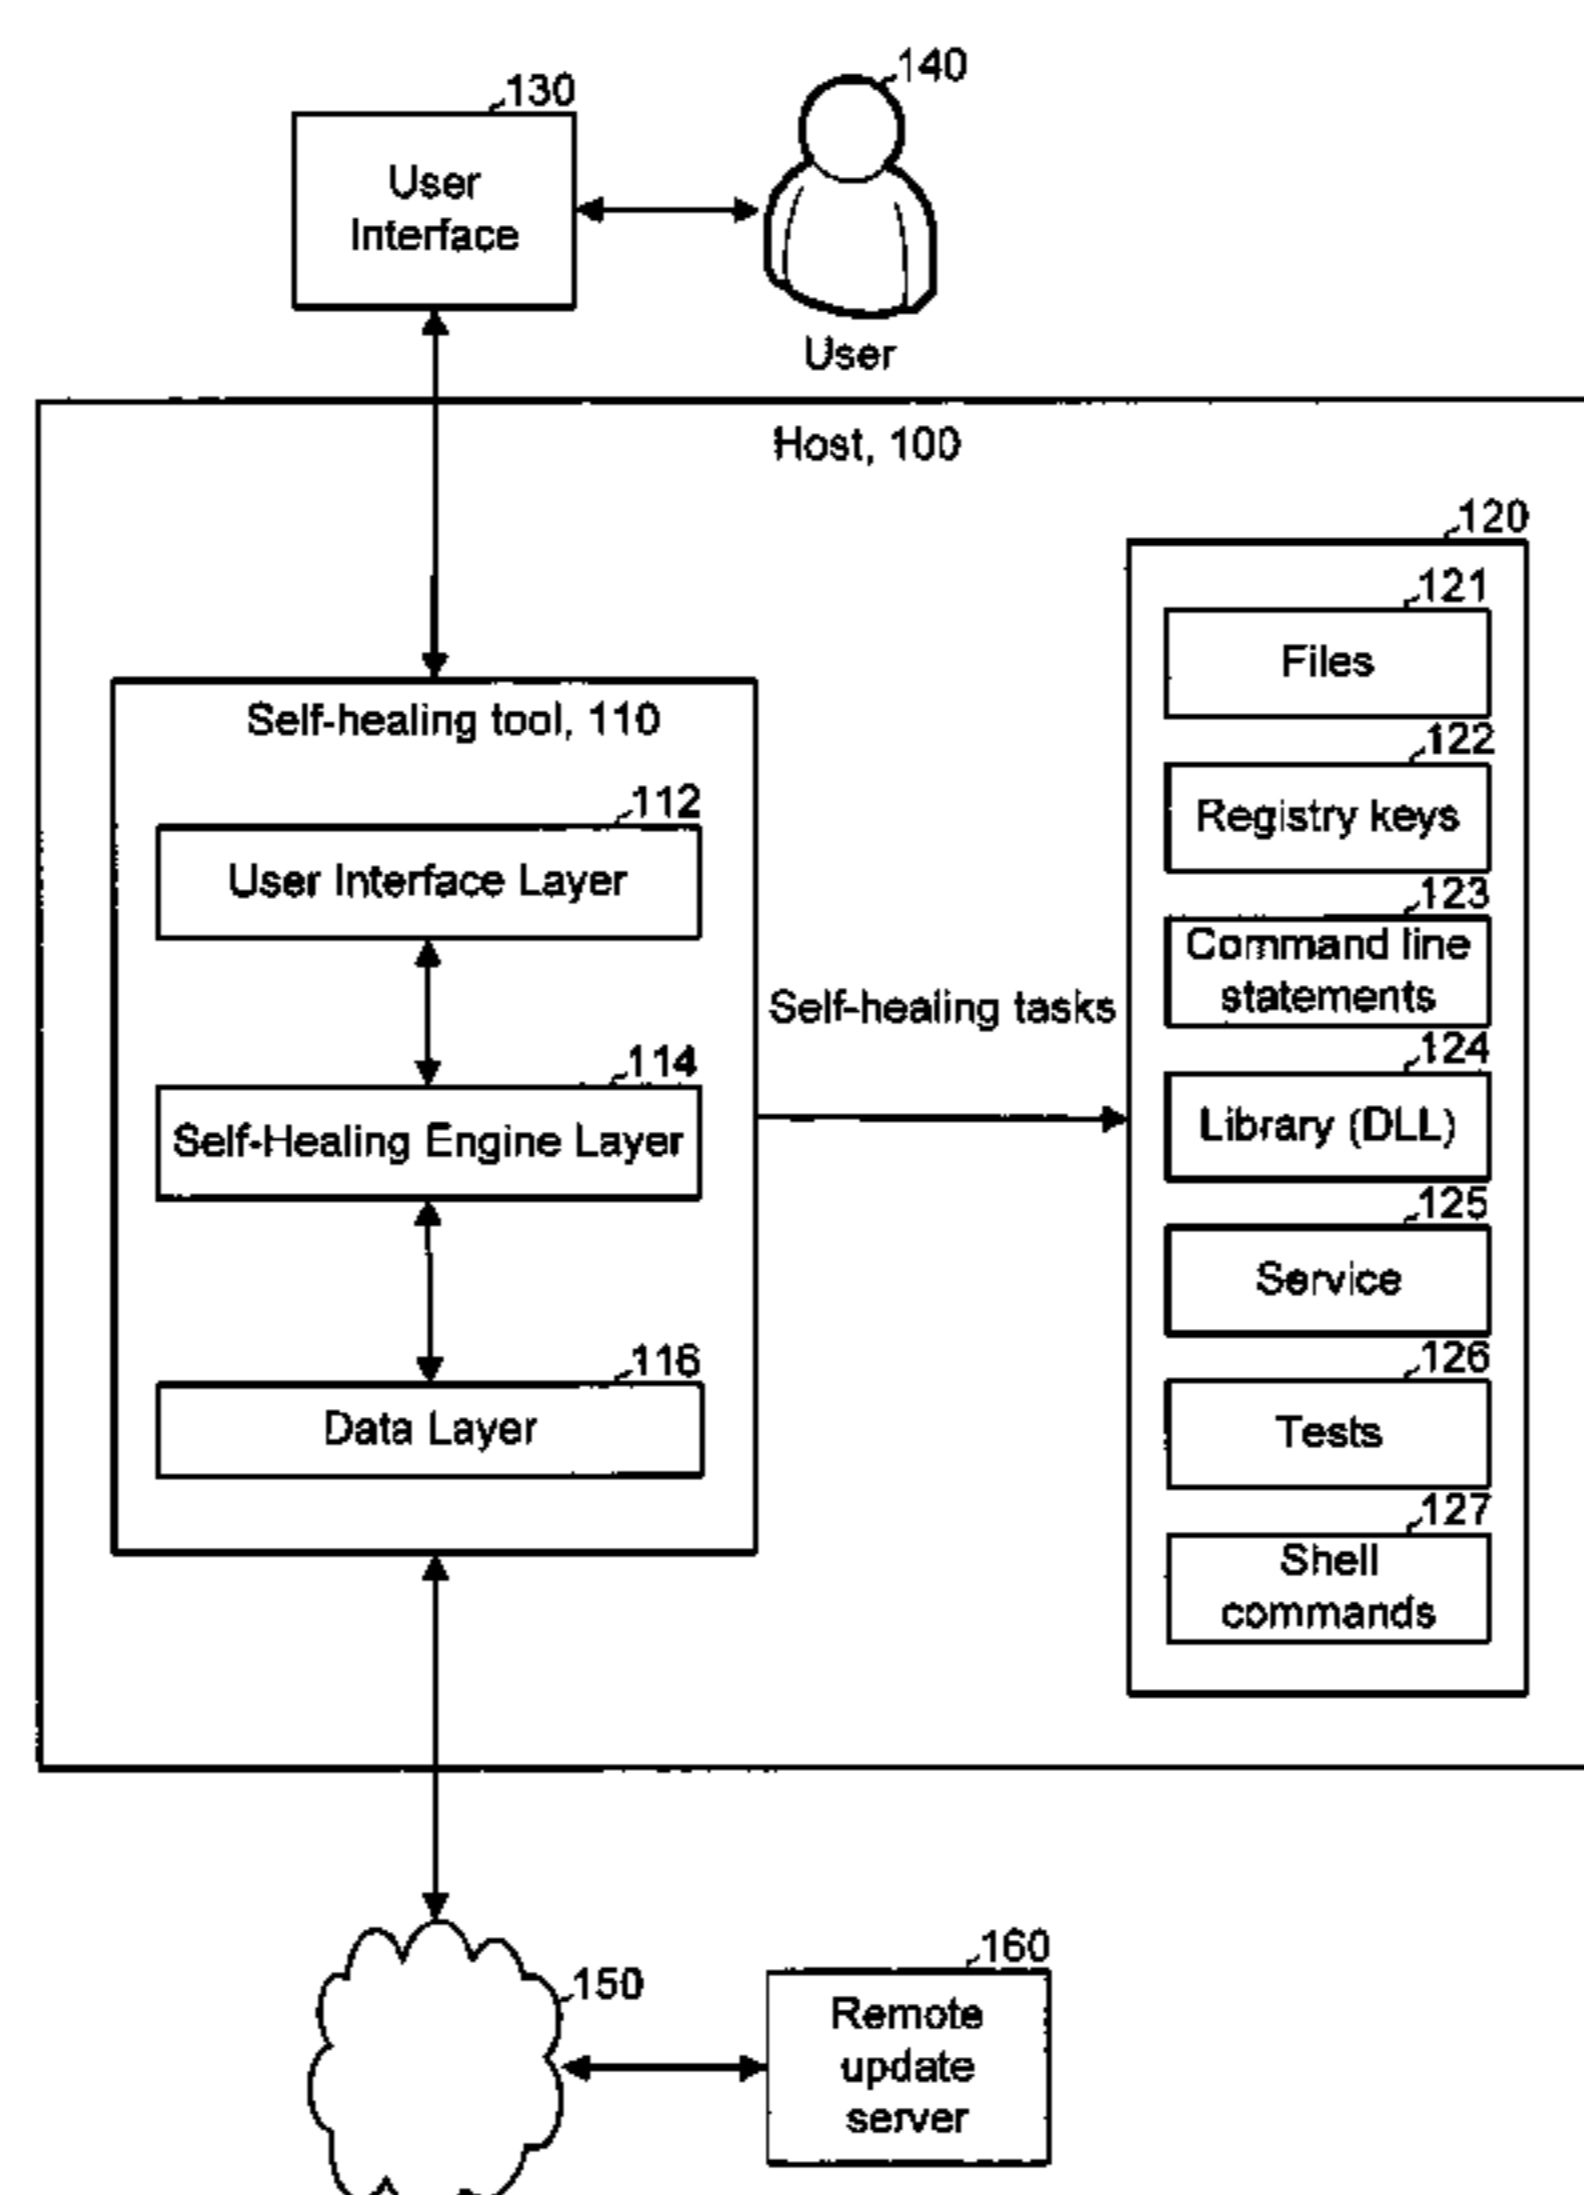 130
140
User
Interface
User
Host, 100
120
121
Files
122
Registry keys
123
Command line
statements
124
Library (DLL)
125
Service
126
Tests
127
Shell
commands
Self-healing tool, 110
112
User Interface Layer
114
Self-Healing Engine Layer
116
Data Layer
Self-healing tasks
150
160
Remote
update
server